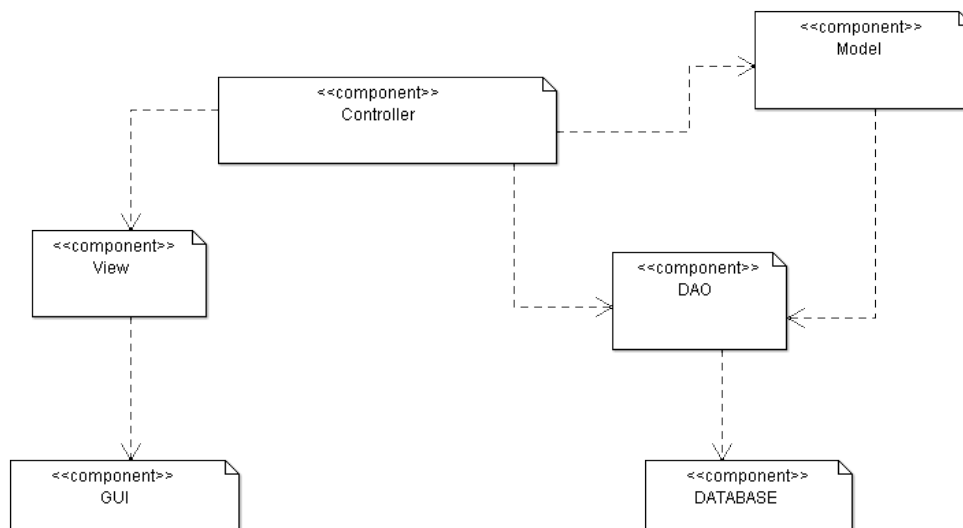 <<component>>
Model
<<component>>
Controller
<<component>>
View
<<component>>
DAO
<<component>>
GUI
<<component>>
DATABASE